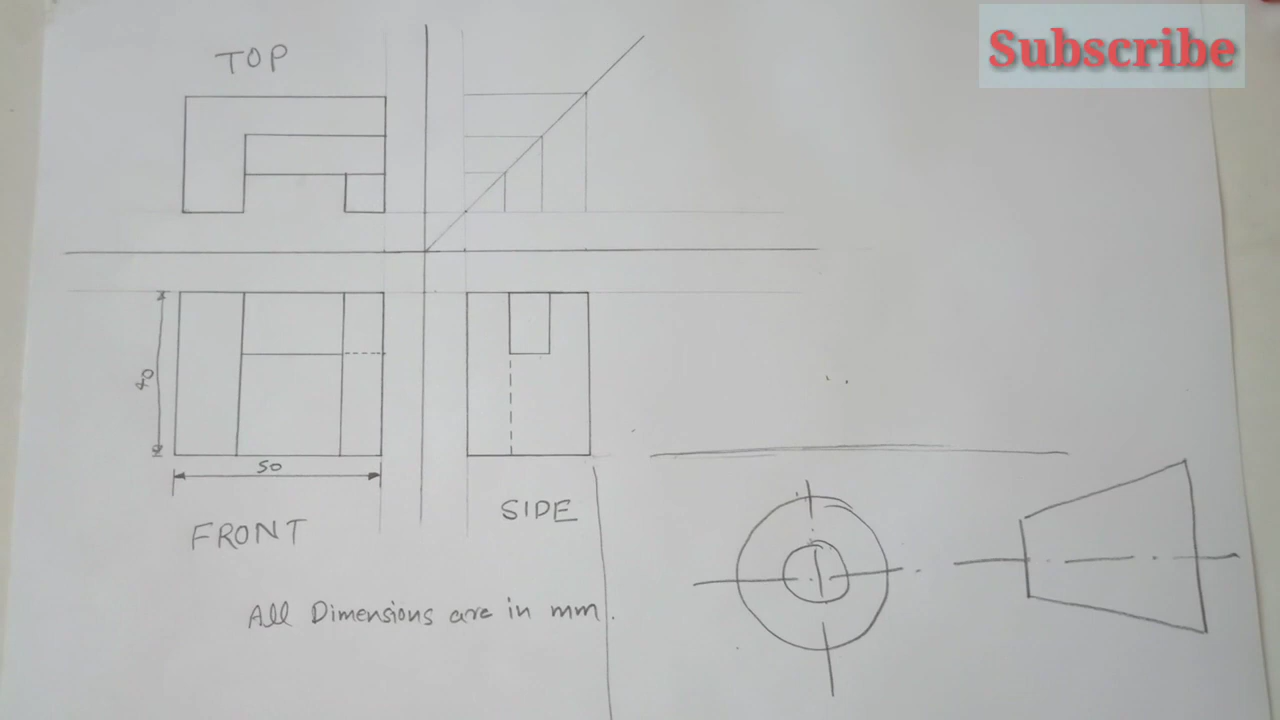 Subscribe
TOP
40
50
FRONT
SIDE
All Dimensions are in mm.